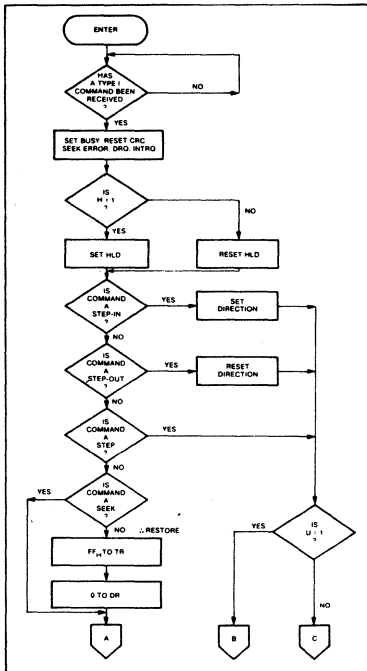 ENTER
HAS
A TYPE I
COMMAND BEEN
RECEIVED
?
NO
YES
SET BUSY, RESET CRC
SEEK ERROR, DRQ, INTRQ
IS
H = 1
?
NO
YES
SET HLD
RESET HLD
IS
COMMAND
A
STEP-IN
?
YES
SET
DIRECTION
NO
IS
COMMAND
A
STEP-OUT
?
YES
RESET
DIRECTION
NO
IS
COMMAND
A
STEP
?
YES
NO
YES
IS
COMMAND
A
SEEK
?
NO
∴ RESTORE
YES
IS
U = 1
?
FFH TO TR
0 TO DR
NO
A
B
C